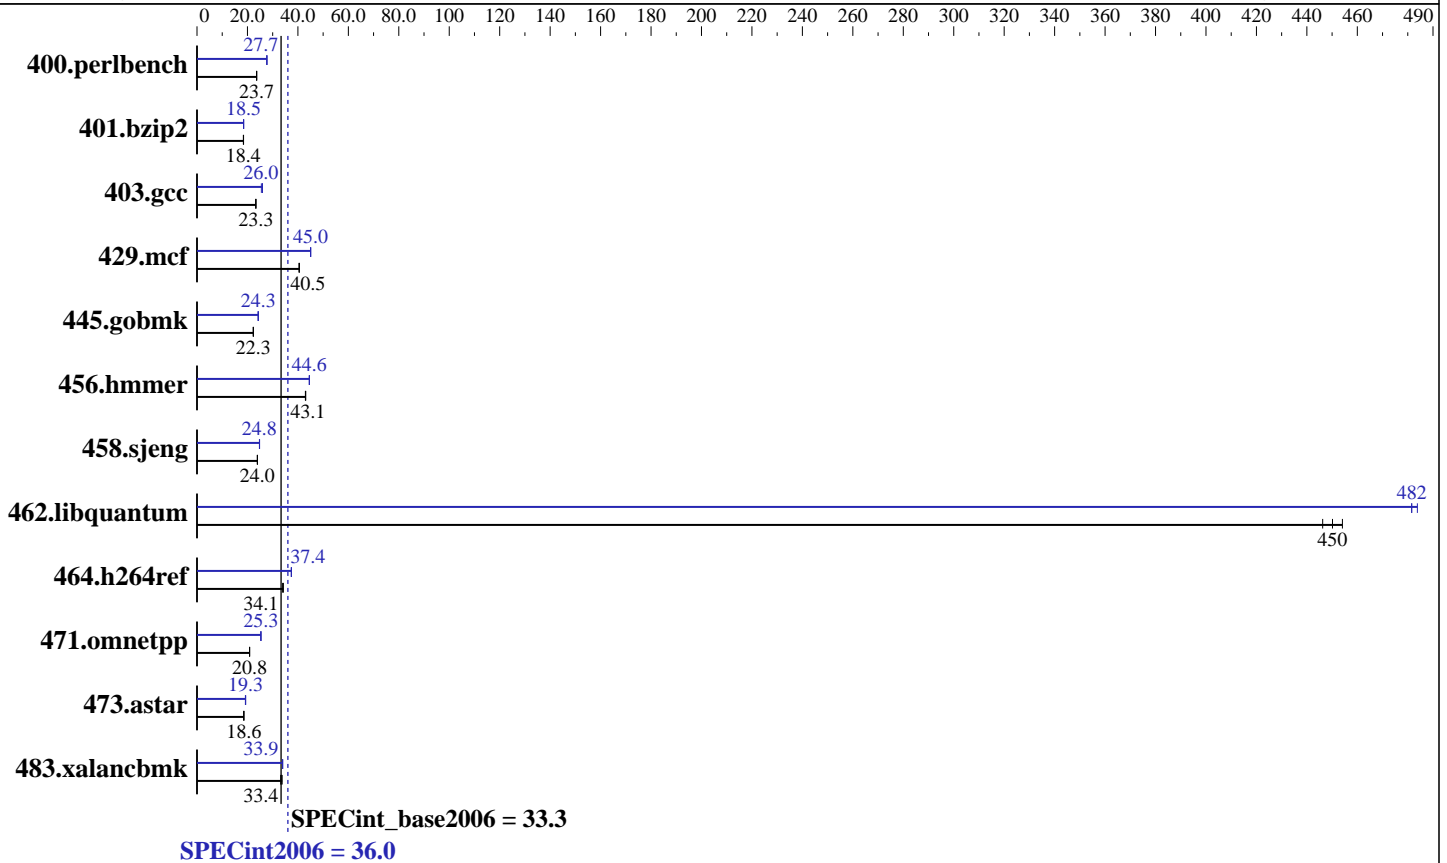 0 20.0 40.0 60.0 80.0 100 120 140 160 180 200 220 240 260 280 300 320 340 360 380 400 420 440 460 490
27.7
400.perlbench
23.7
18.5
401.bzip2
18.4
26.0
403.gcc
23.3
45.0
429.mcf
40.5
24.3
445.gobmk
22.3
44.6
456.hmmer
43.1
24.8
458.sjeng
24.0
482
462.libquantum
450
37.4
464.h264ref
34.1
25.3
471.omnetpp
20.8
19.3
473.astar
18.6
33.9
483.xalancbmk
33.4
SPECint_base2006 = 33.3
SPECint2006 = 36.0